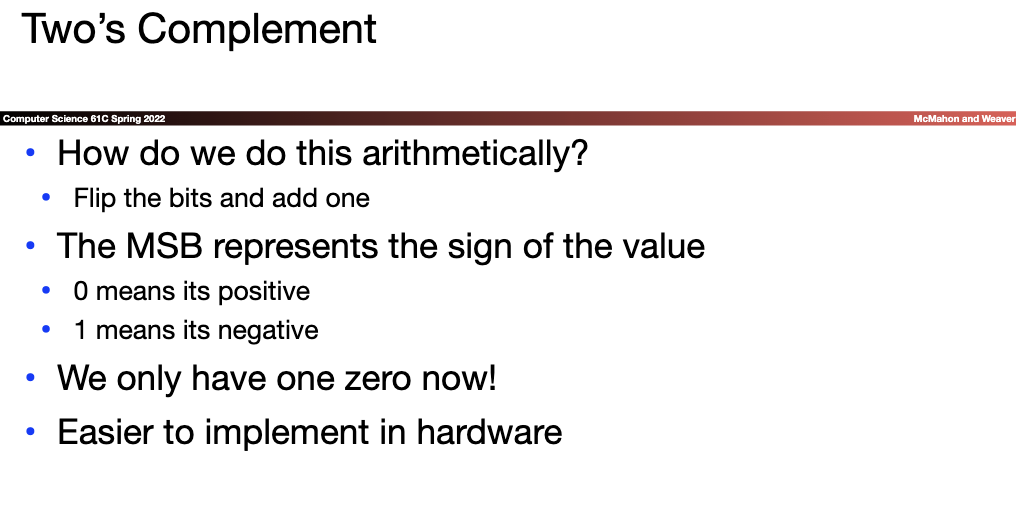 Two’s Complement
Computer Science 61C Spring 2022
McMahon and Weaver
• How do we do this arithmetically?
• Flip the bits and add one
• The MSB represents the sign of the value
• 0 means its positive
• 1 means its negative
• We only have one zero now!
• Easier to implement in hardware